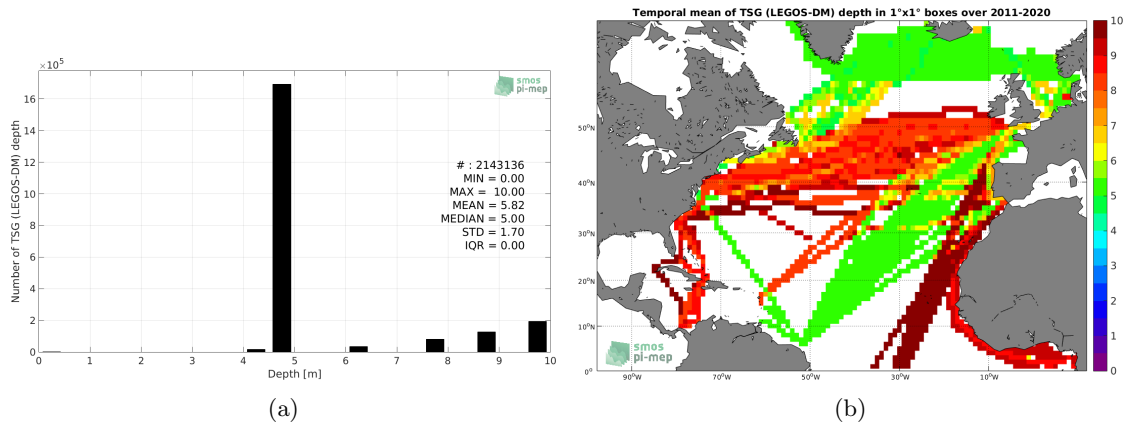 ×10⁵
16
14
12
10
8
6
4
2
0
Number of TSG (LEGOS-DM) depth
smos
pi-mep
# : 2143136
MIN = 0.00
MAX = 10.00
MEAN = 5.82
MEDIAN = 5.00
STD = 1.70
IQR = 0.00
0 1 2 3 4 5 6 7 8 9 10
Depth [m]
(a)
Temporal mean of TSG (LEGOS-DM) depth in 1°x1° boxes over 2011-2020
50°N
40°N
30°N
20°N
10°N
0°
90°W 70°W 50°W 30°W 10°W
smos
pi-mep
10
9
8
7
6
5
4
3
2
1
0
(b)